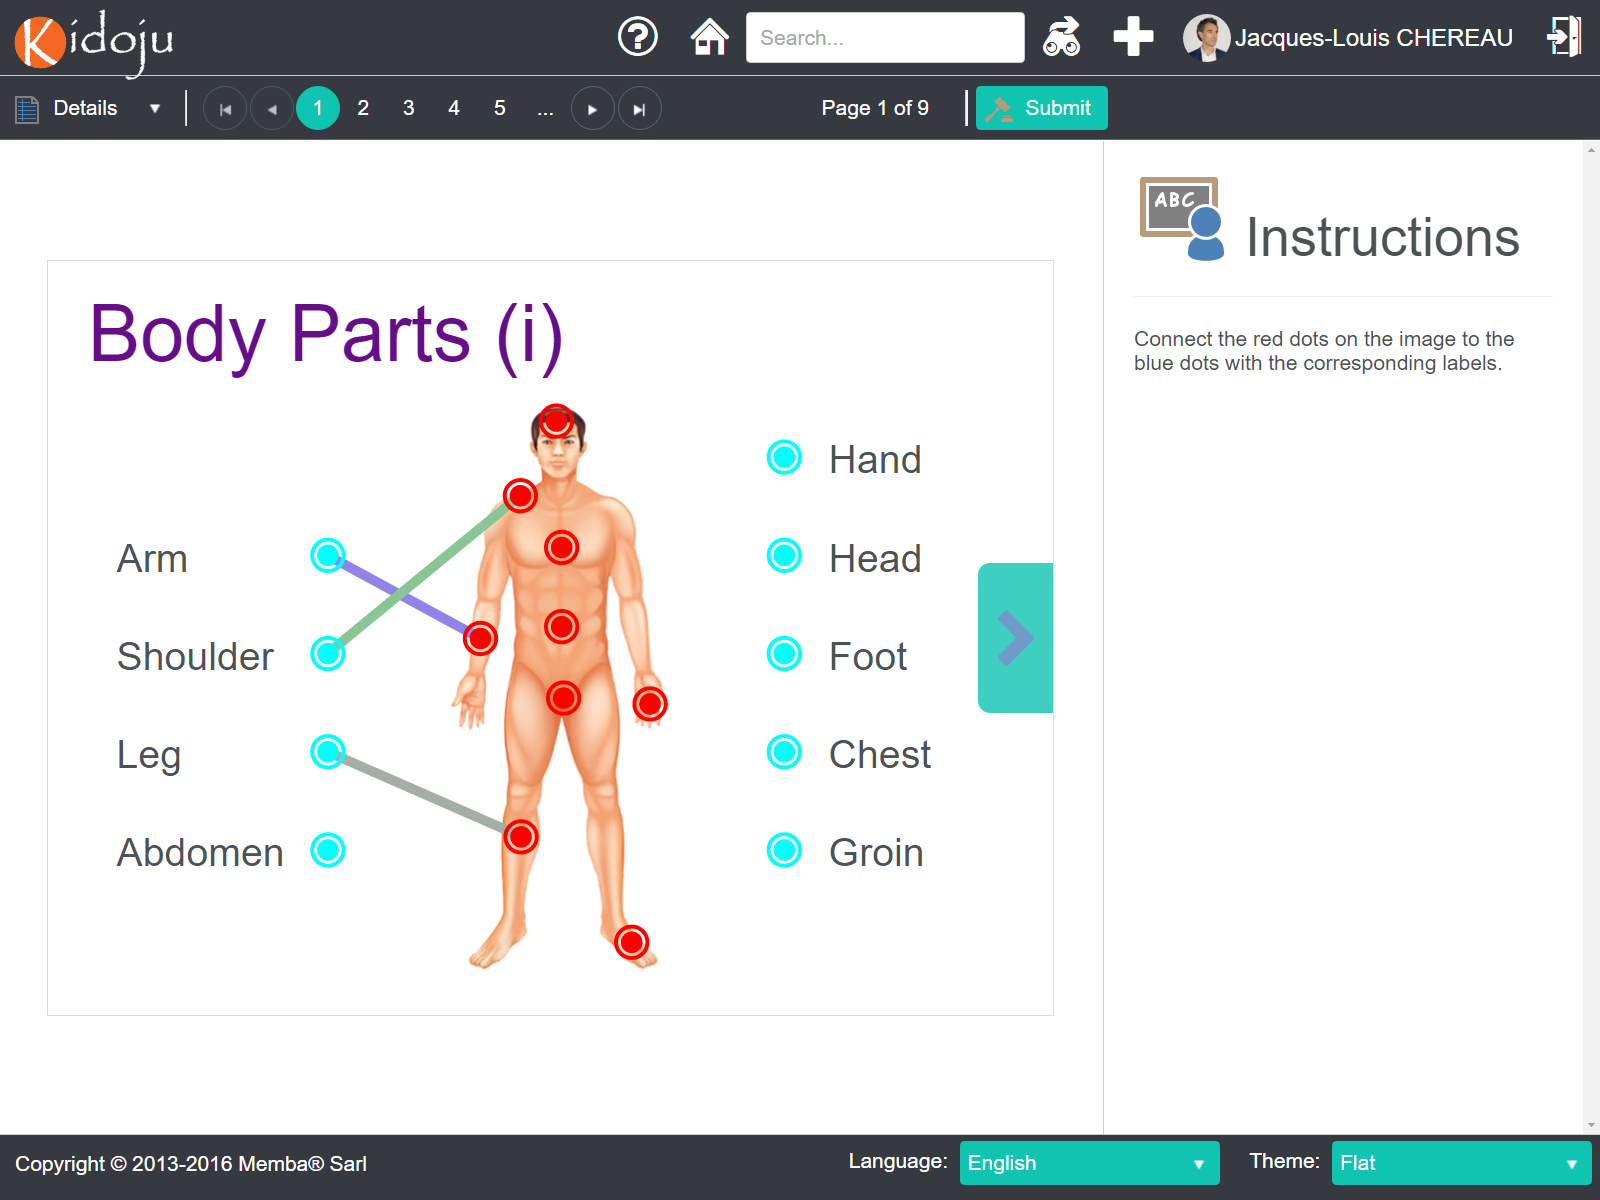 Kidoju
Search...
Jacques-Louis CHEREAU
Details
1 2 3 4 5 ...
Page 1 of 9
Submit
ABC
Instructions
Connect the red dots on the image to the
blue dots with the corresponding labels.
Body Parts (i)
Arm
Shoulder
Leg
Abdomen
Hand
Head
Foot
Chest
Groin
Copyright © 2013-2016 Memba® Sarl
Language: English
Theme: Flat